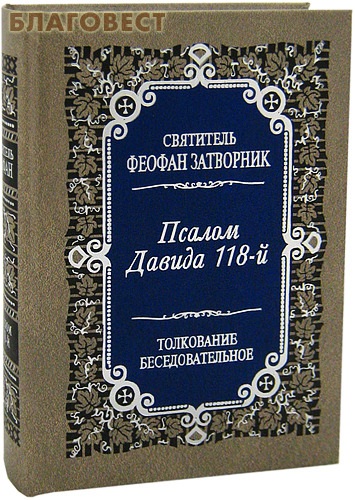 БЛАГОВЕСТ
СВЯТИТЕЛЬ
ФЕОФАН ЗАТВОРНИК
Псалом
Давида 118-й
ТОЛКОВАНИЕ
БЕСЕДОВАТЕЛЬНОЕ